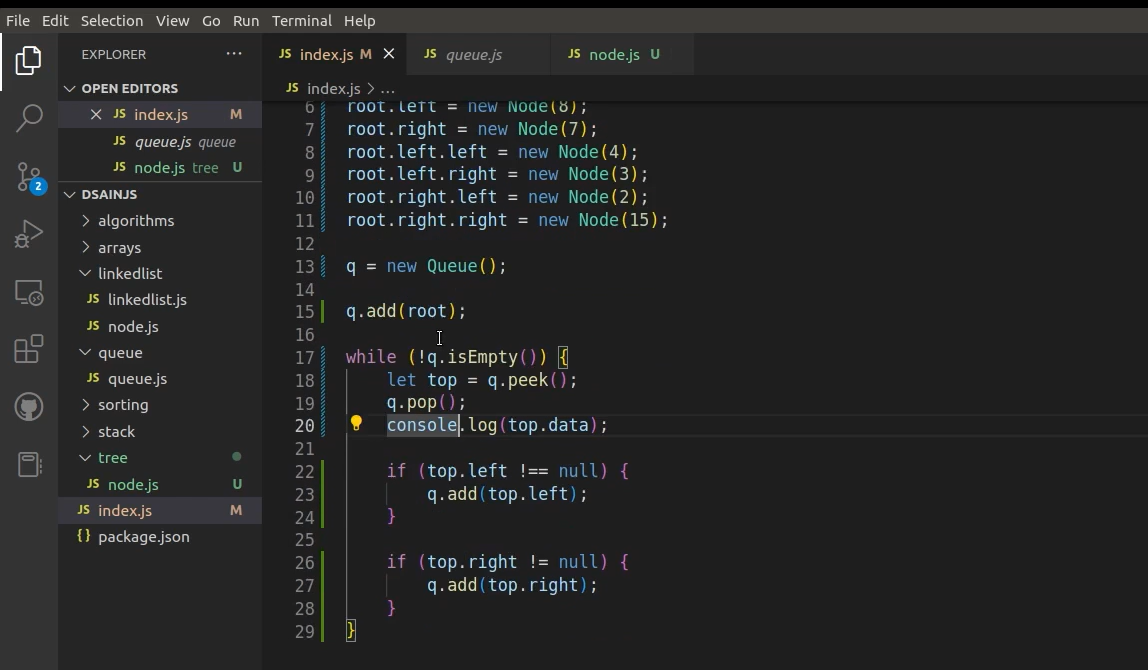 File Edit Selection View Go Run Terminal Help
EXPLORER ...
OPEN EDITORS
JS index.js M
JS queue.js queue
JS node.js tree U
2
DSAINJS
algorithms
arrays
linkedlist
JS linkedlist.js
JS node.js
queue
JS queue.js
sorting
stack
tree
JS node.js U
JS index.js M
{} package.json
JS index.js M JS queue.js JS node.js U
JS index.js > ...
6 root.left = new Node(8);
7 root.right = new Node(7);
8 root.left.left = new Node(4);
9 root.left.right = new Node(3);
10 root.right.left = new Node(2);
11 root.right.right = new Node(15);
12
13 q = new Queue();
14
15 q.add(root);
16
17 while (!q.isEmpty()) {
18 let top = q.peek();
19 q.pop();
20 console.log(top.data);
21
22 if (top.left !== null) {
23 q.add(top.left);
24 }
25
26 if (top.right != null) {
27 q.add(top.right);
28 }
29 }